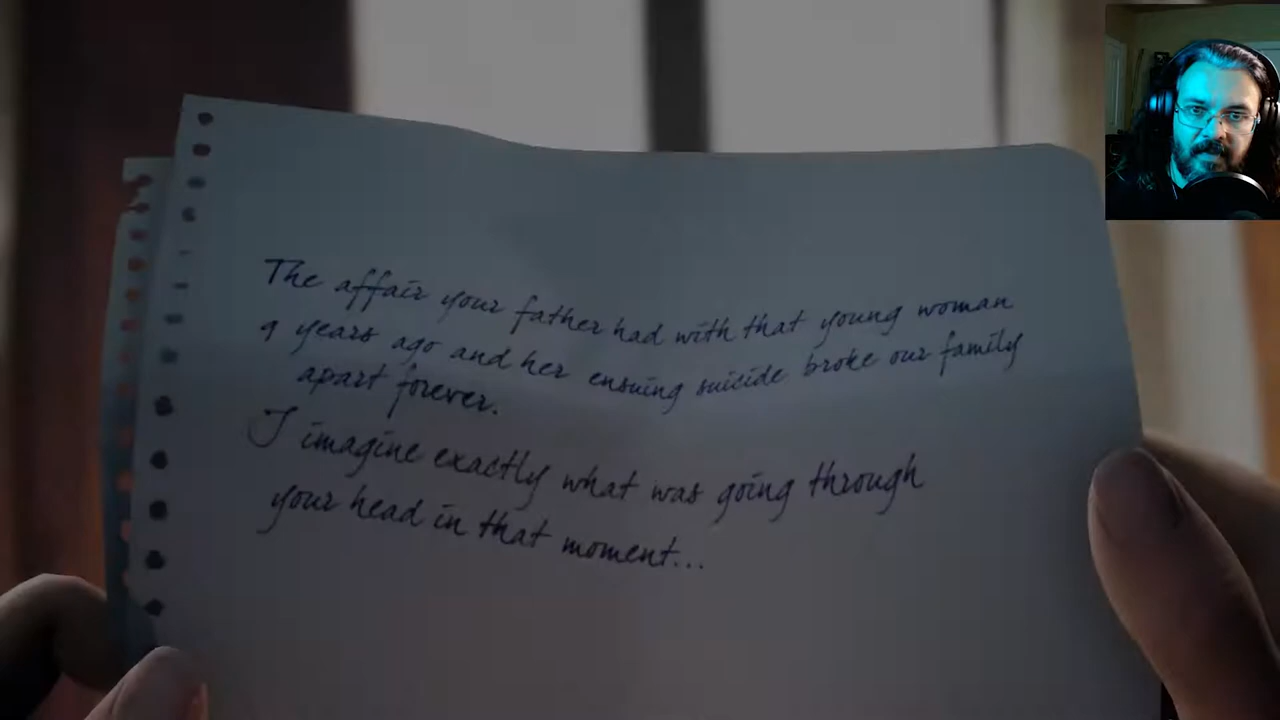 The affair your father had with that young woman
9 years ago and her ensuing suicide broke our family
apart forever.
I imagine exactly what was going through
your head in that moment...